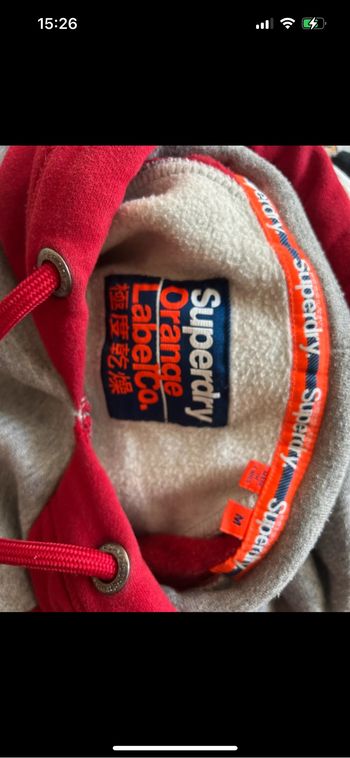 15:26
Superdry
Orange
Label Co.
極度乾燥
Superdry.
Superdry.
Superdry.
M